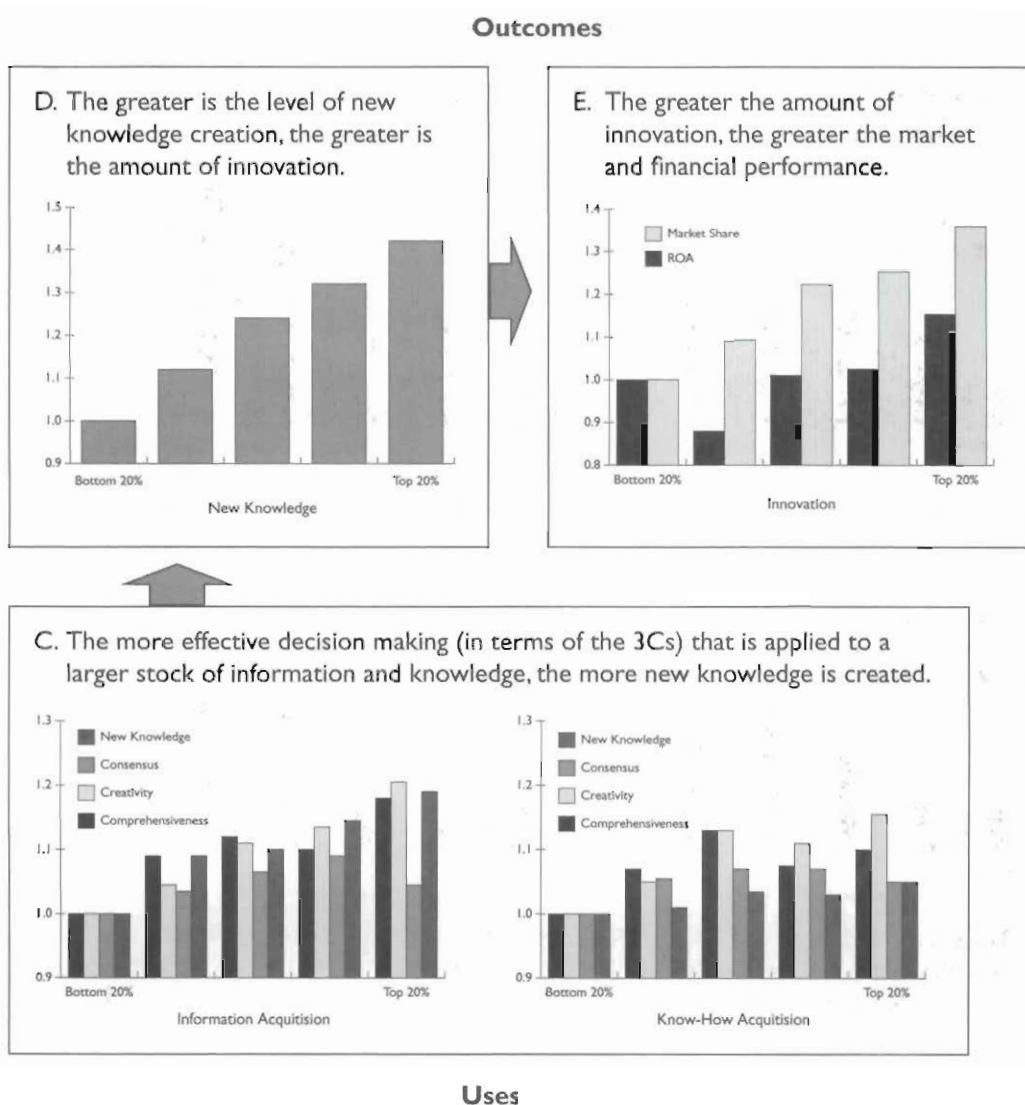 Outcomes
D. The greater is the level of new
knowledge creation, the greater is
the amount of innovation.
1.5
1.4
1.3
1.2
1.1
1.0
0.9
Bottom 20%
Top 20%
New Knowledge
E. The greater the amount of
innovation, the greater the market
and financial performance.
1.4
1.3
1.2
1.1
1.0
0.9
0.8
Market Share
ROA
Bottom 20%
Top 20%
Innovation
C. The more effective decision making (in terms of the 3Cs) that is applied to a
larger stock of information and knowledge, the more new knowledge is created.
1.3
1.2
1.1
1.0
0.9
New Knowledge
Consensus
Creativity
Comprehensiveness
Bottom 20%
Top 20%
Information Acquitision
1.3
1.2
1.1
1.0
0.9
New Knowledge
Consensus
Creativity
Comprehensiveness
Bottom 20%
Top 20%
Know-How Acquitision
Uses